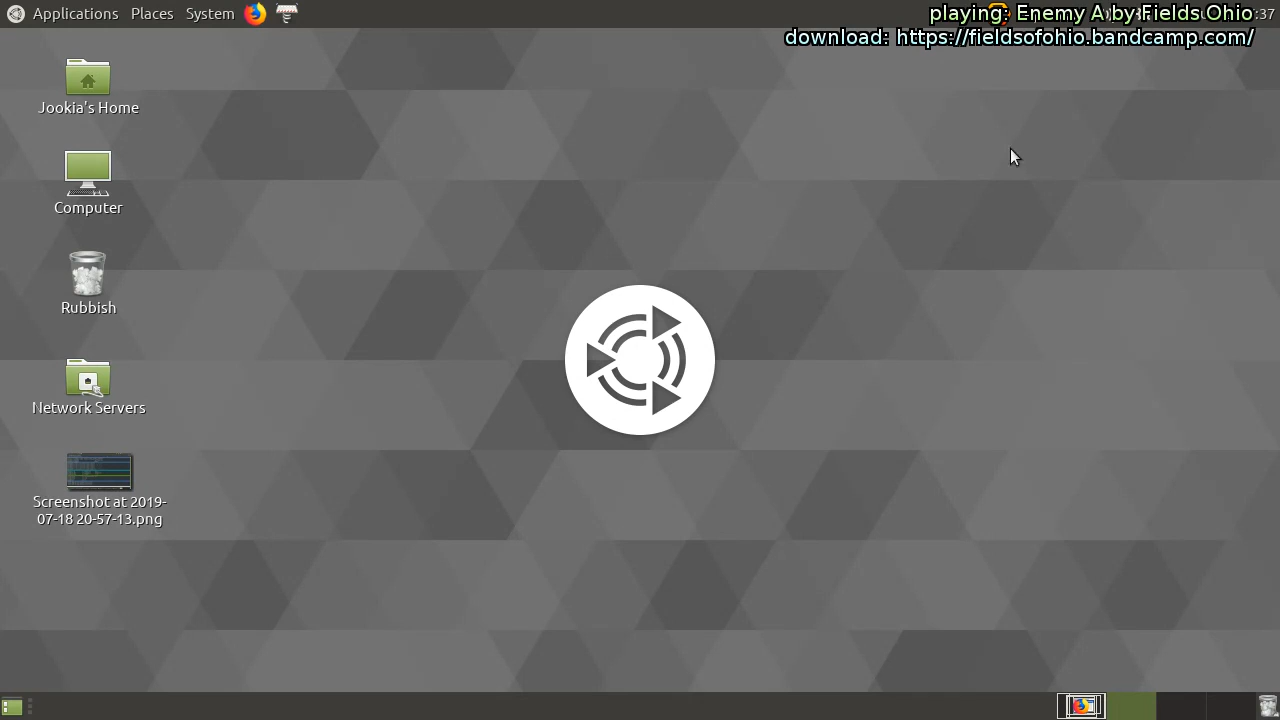 Applications Places System
playing: Enemy A by Fields Ohio
:37
download: https://fieldsofohio.bandcamp.com/
Jookia's Home
Computer
Rubbish
Network Servers
Screenshot at 2019-
07-18 20-57-13.png